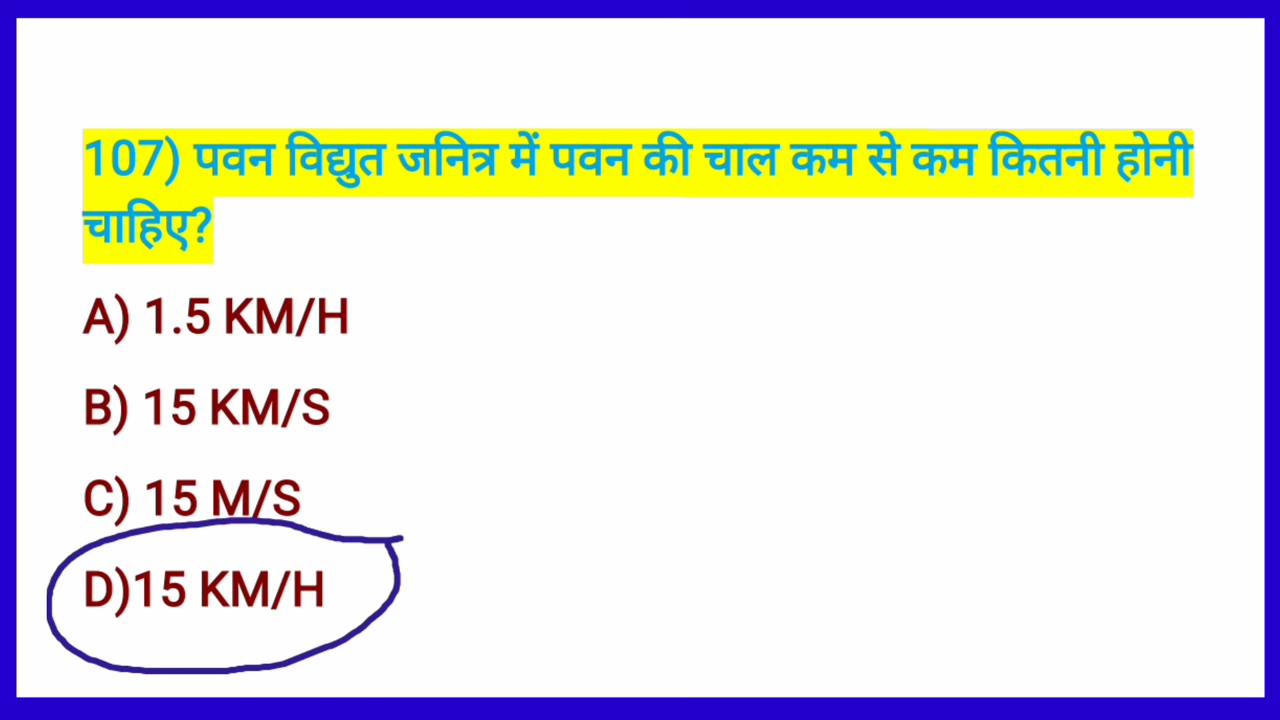 107) पवन विद्युत जनित्र में पवन की चाल कम से कम कितनी होनी
चाहिए?
A) 1.5 KM/H
B) 15 KM/S
C) 15 M/S
D)15 KM/H